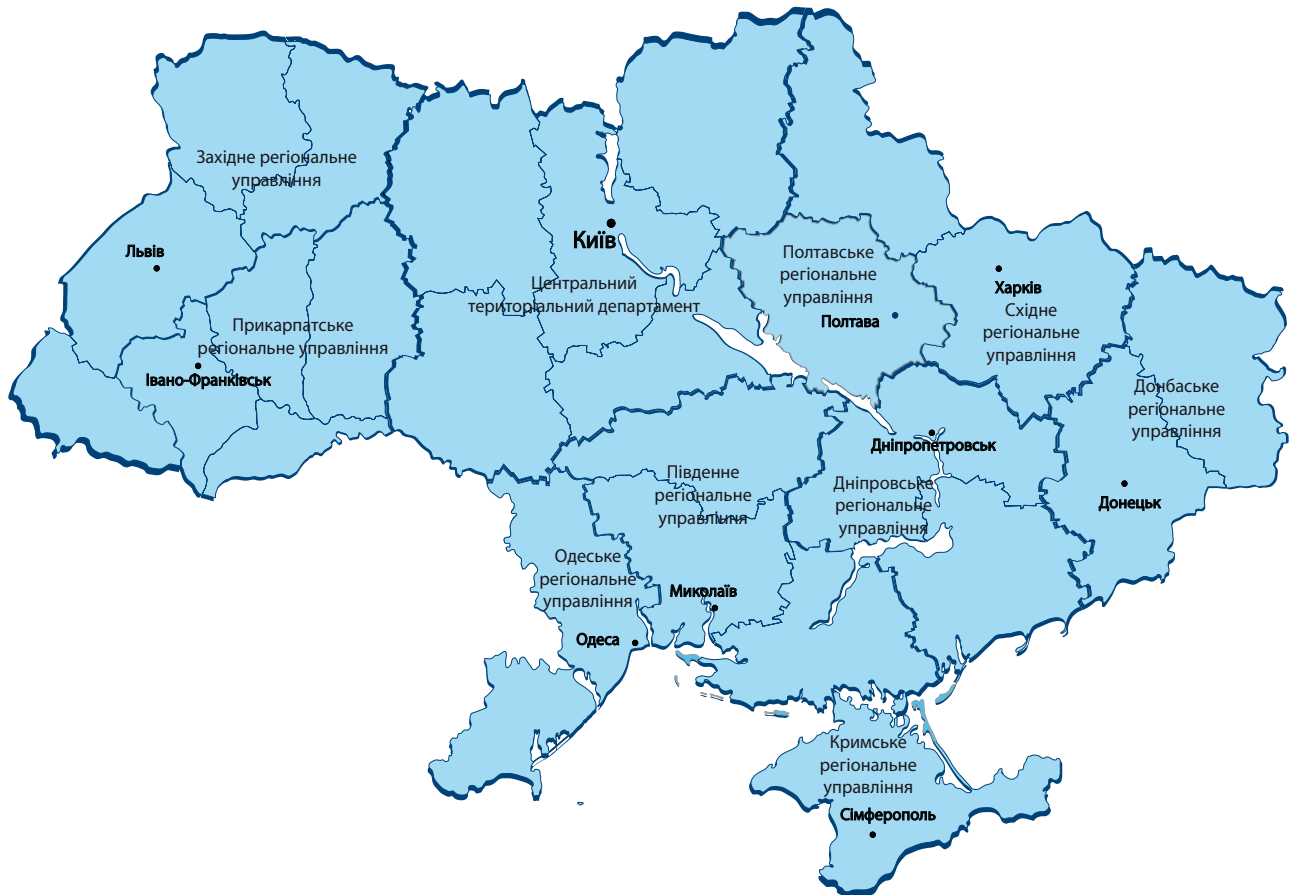 Західне регіональне
управління
Львів
Прикарпатське
регіональне управління
Івано-Франківськ
Київ
Центральний
територіальний департамент
Полтавське
регіональне
управління
Полтава
Харків
Східне
регіональне
управління
Донбаське
регіональне
управління
Донецьк
Дніпропетровськ
Дніпровське
регіональне
управління
Південне
регіональне
управління
Миколаїв
Одеське
регіональне
управління
Одеса
Кримське
регіональне
управління
Сімферополь